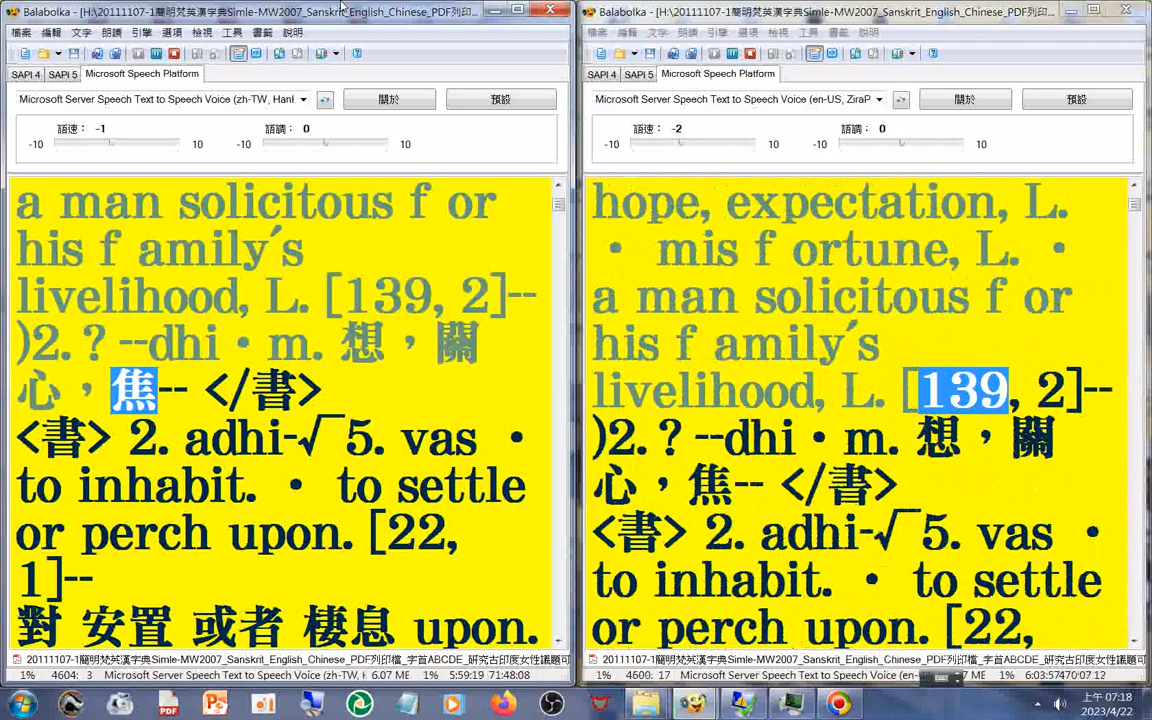 Balabolka - [H:\20111107-1簡明梵英漢字典Simle-MW2007_Sanskrit_English_Chinese_PDF列印...
檔案 編輯 文字 朗讀 引擎 選項 檢視 工具 書籤 說明
SAPI 4 SAPI 5 Microsoft Speech Platform
Microsoft Server Speech Text to Speech Voice (zh-TW, Hanl
關於 預設
語速： -1 語調： 0
-10 10 -10 10
a man solicitous f or
his f amily´s
livelihood, L. [139, 2]--
)2. ? --dhi • m. 想，關
心，焦-- </書>
<書> 2. adhi-√ 5. vas •
to inhabit. • to settle
or perch upon. [22,
1]--
對 安置 或者 棲息 upon.
20111107-1簡明梵英漢字典Simle-MW2007_Sanskrit_English_Chinese_PDF列印檔_字首ABCDE_研究古印度女性議題可
1% 4604: 3 Microsoft Server Speech Text to Speech Voice (zh-TW, H 6.07 MB 1% 5:59:19 71:48:08
Balabolka - [H:\20111107-1簡明梵英漢字典Simle-MW2007_Sanskrit_English_Chinese_PDF列印...
檔案 編輯 文字 朗讀 引擎 選項 檢視 工具 書籤 說明
SAPI 4 SAPI 5 Microsoft Speech Platform
Microsoft Server Speech Text to Speech Voice (en-US, ZiraP
關於 預設
語速： -2 語調： 0
-10 10 -10 10
hope, expectation, L.
• mis f ortune, L. •
a man solicitous f or
his f amily´s
livelihood, L. [139, 2]--
)2. ? --dhi • m. 想，關
心，焦-- </書>
<書> 2. adhi-√ 5. vas •
to inhabit. • to settle
or perch upon. [22,
20111107-1簡明梵英漢字典Simle-MW2007_Sanskrit_English_Chinese_PDF列印檔_字首ABCDE_研究古印度女性議題可
1% 4600: 17 Microsoft Server Speech Text to Speech Voice (en-U 1%
上午 07:18
2023/4/22